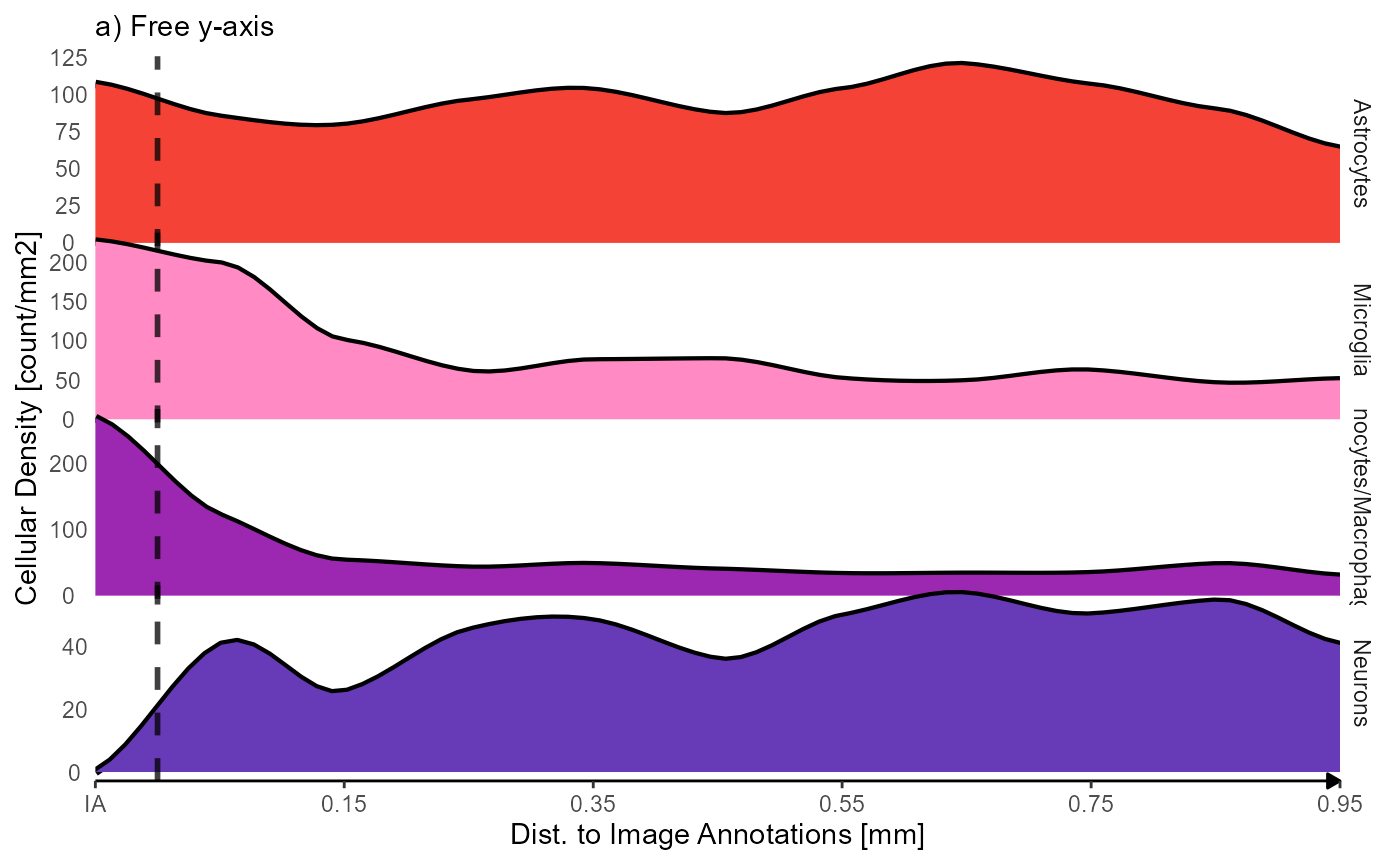 a) Free y-axis
125
100
75
50
25
0
Astrocytes
200
150
100
50
0
Microglia
200
100
0
nocytes/Macrophag
40
20
0
Neurons
Cellular Density [count/mm2]
IA 0.15 0.35 0.55 0.75 0.95
Dist. to Image Annotations [mm]